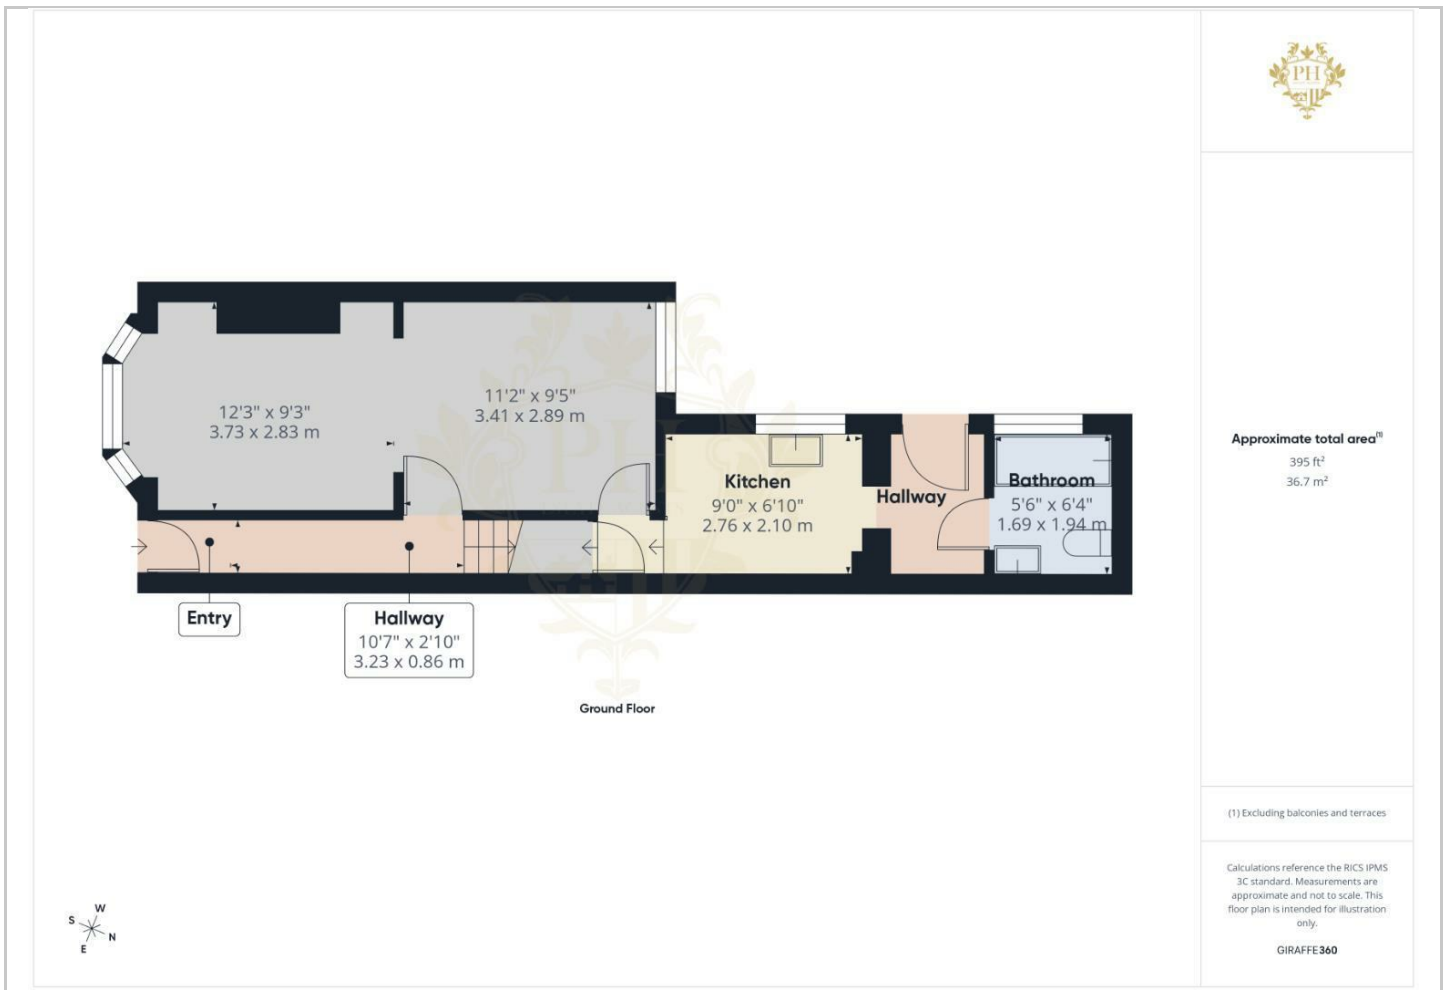 PH
12'3" x 9'3"
3.73 x 2.83 m
11'2" x 9'5"
3.41 x 2.89 m
Kitchen
9'0" x 6'10"
2.76 x 2.10 m
Hallway
Bathroom
5'6" x 6'4"
1.69 x 1.94 m
Entry
Hallway
10'7" x 2'10"
3.23 x 0.86 m
PH
Ground Floor
W
S
N
E
Approximate total area(1)
395 ft²
36.7 m²
(1) Excluding balconies and terraces
Calculations reference the RICS IPMS
3C standard. Measurements are
approximate and not to scale. This
floor plan is intended for illustration
only.
GIRAFFE360